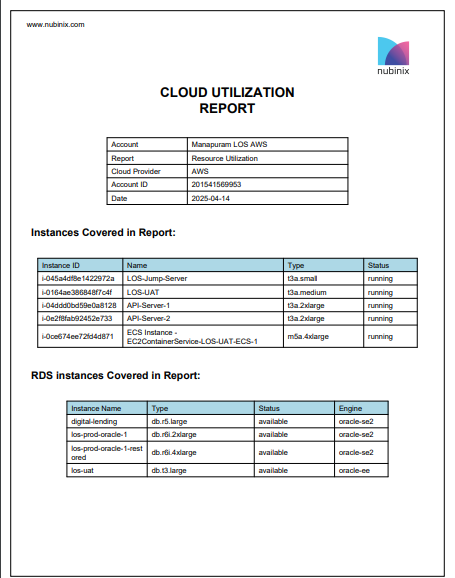 www.nubinix.com
nubinix
CLOUD UTILIZATION
REPORT
Account Manapuram LOS AWS
Report Resource Utilization
Cloud Provider AWS
Account ID 201541569953
Date 2025-04-14
Instances Covered in Report:
Instance ID Name Type Status
i-045a4df8e1422972a LOS-Jump-Server t3a.small running
i-0164ae386848f7c4f LOS-UAT t3a.medium running
i-04ddd0bd59e0a8128 API-Server-1 t3a.2xlarge running
i-0e2f8fab92452e733 API-Server-2 t3a.2xlarge running
i-0ce674ee72fd4d871 ECS Instance - m5a.4xlarge running
EC2ContainerService-LOS-UAT-ECS-1
RDS instances Covered in Report:
Instance Name Type Status Engine
digital-lending db.r5.large available oracle-se2
los-prod-oracle-1 db.r6i.2xlarge available oracle-se2
los-prod-oracle-1-rest db.r6i.4xlarge available oracle-se2
ored
los-uat db.t3.large available oracle-ee